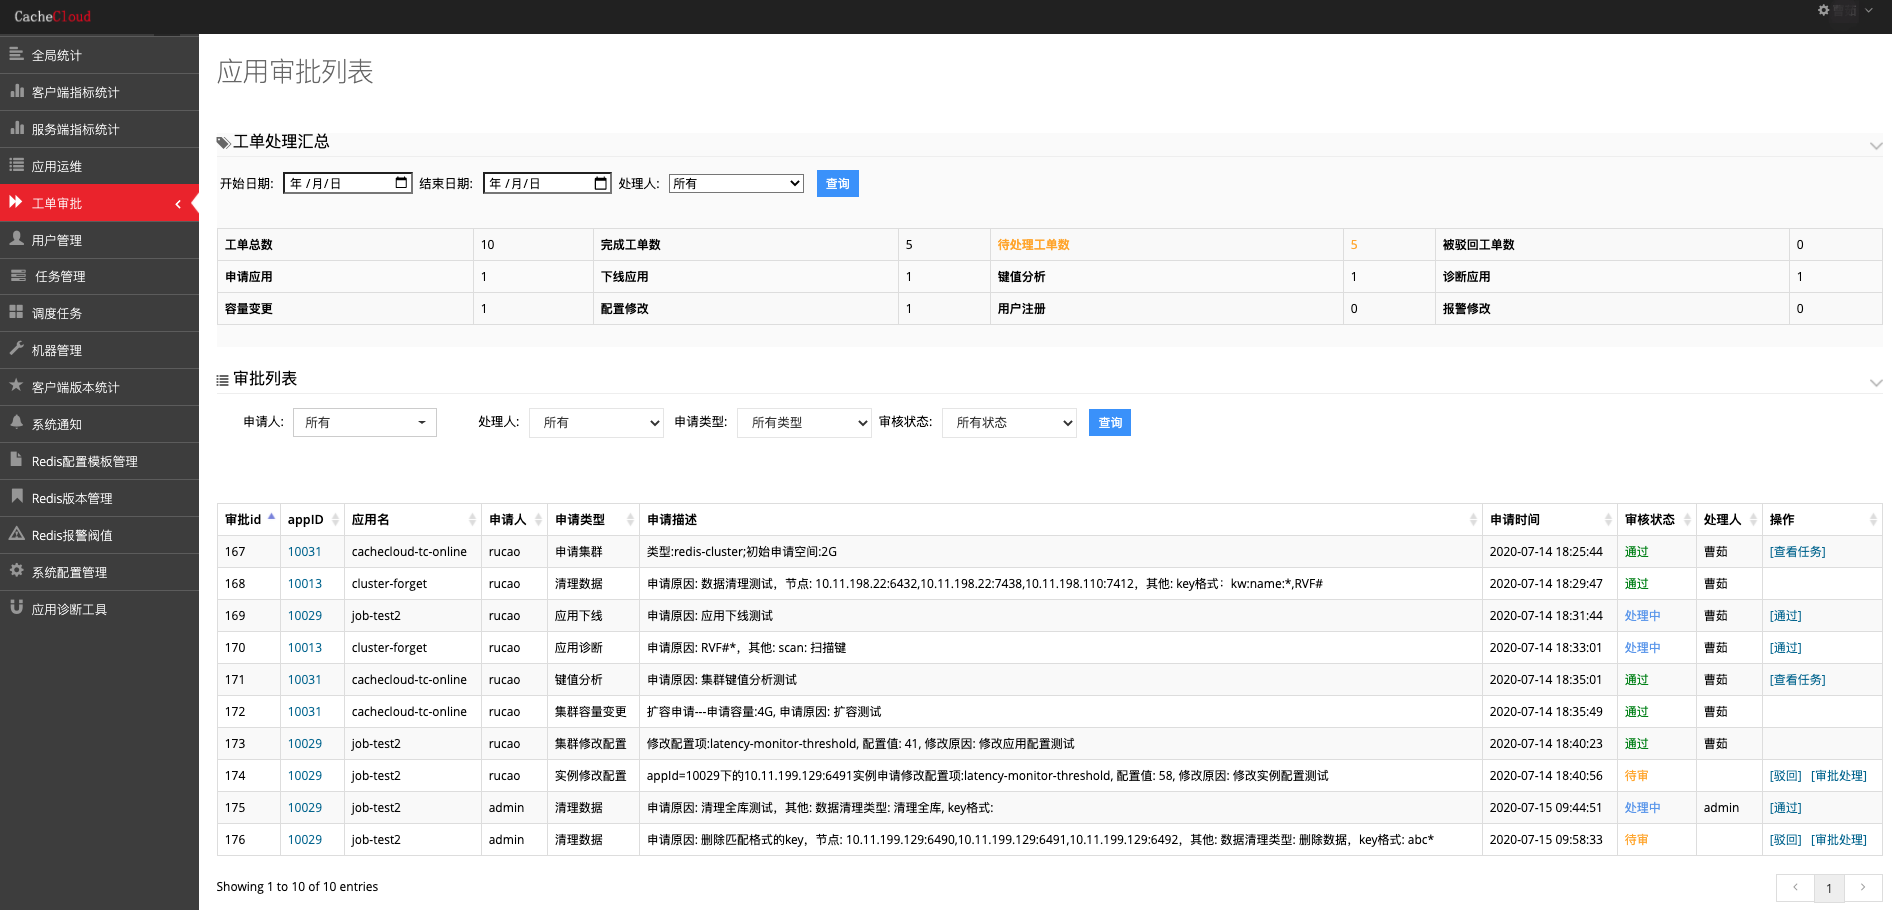 CacheCloud
全局统计
客户端指标统计
服务端指标统计
应用运维
工单审批
用户管理
任务管理
调度任务
机器管理
客户端版本统计
系统通知
Redis配置模板管理
Redis版本管理
Redis报警阀值
系统配置管理
应用诊断工具
应用审批列表
工单处理汇总
开始日期: 年 /月/日 结束日期: 年 /月/日 处理人: 所有 查询
工单总数 10 完成工单数 5 待处理工单数 5 被驳回工单数 0
申请应用 1 下线应用 1 键值分析 1 诊断应用 1
容量变更 1 配置修改 1 用户注册 0 报警修改 0
审批列表
申请人: 所有 处理人: 所有 申请类型: 所有类型 审核状态: 所有状态 查询
审批id appID 应用名 申请人 申请类型 申请描述 申请时间 审核状态 处理人 操作
167 10031 cachecloud-tc-online rucao 申请集群 类型:redis-cluster;初始申请空间:2G 2020-07-14 18:25:44 通过 曹茹 [查看任务]
168 10013 cluster-forget rucao 清理数据 申请原因: 数据清理测试，节点: 10.11.198.22:6432,10.11.198.22:7438,10.11.198.110:7412，其他: key格式：kw:name:*,RVF# 2020-07-14 18:29:47 通过 曹茹
169 10029 job-test2 rucao 应用下线 申请原因: 应用下线测试 2020-07-14 18:31:44 处理中 曹茹 [通过]
170 10013 cluster-forget rucao 应用诊断 申请原因: RVF#*，其他: scan: 扫描键 2020-07-14 18:33:01 处理中 曹茹 [通过]
171 10031 cachecloud-tc-online rucao 键值分析 申请原因: 集群键值分析测试 2020-07-14 18:35:01 通过 曹茹 [查看任务]
172 10031 cachecloud-tc-online rucao 集群容量变更 扩容申请---申请容量:4G, 申请原因: 扩容测试 2020-07-14 18:35:49 通过 曹茹
173 10029 job-test2 rucao 集群修改配置 修改配置项:latency-monitor-threshold, 配置值: 41, 修改原因: 修改应用配置测试 2020-07-14 18:40:23 通过 曹茹
174 10029 job-test2 rucao 实例修改配置 appId=10029下的10.11.199.129:6491实例申请修改配置项:latency-monitor-threshold, 配置值: 58, 修改原因: 修改实例配置测试 2020-07-14 18:40:56 待审 [驳回] [审批处理]
175 10029 job-test2 admin 清理数据 申请原因: 清理全库测试，其他: 数据清理类型: 清理全库, key格式: 2020-07-15 09:44:51 处理中 admin [通过]
176 10029 job-test2 admin 清理数据 申请原因: 删除匹配格式的key，节点: 10.11.199.129:6490,10.11.199.129:6491,10.11.199.129:6492，其他: 数据清理类型: 删除数据，key格式: abc* 2020-07-15 09:58:33 待审 [驳回] [审批处理]
Showing 1 to 10 of 10 entries
1